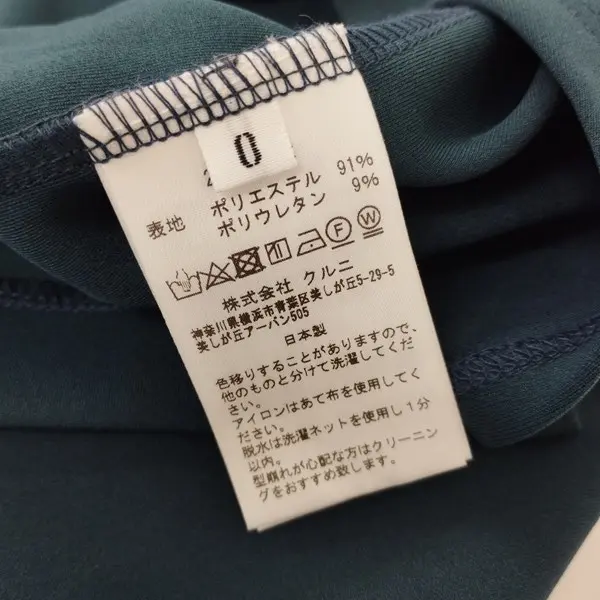 0
2
表地 ポリエステル 91%
ポリウレタン 9%
F W
株式会社 クルニ
神奈川県横浜市青葉区美しが丘5-29-5
美しが丘アーバン505
日本製
色移りすることがありますので、
他のものと分けて洗濯してくだ
さい。
アイロンはあて布を使用してく
ださい。
脱水は洗濯ネットを使用し1分
以内。
型崩れが心配な方はクリーニン
グをおすすめ致します。